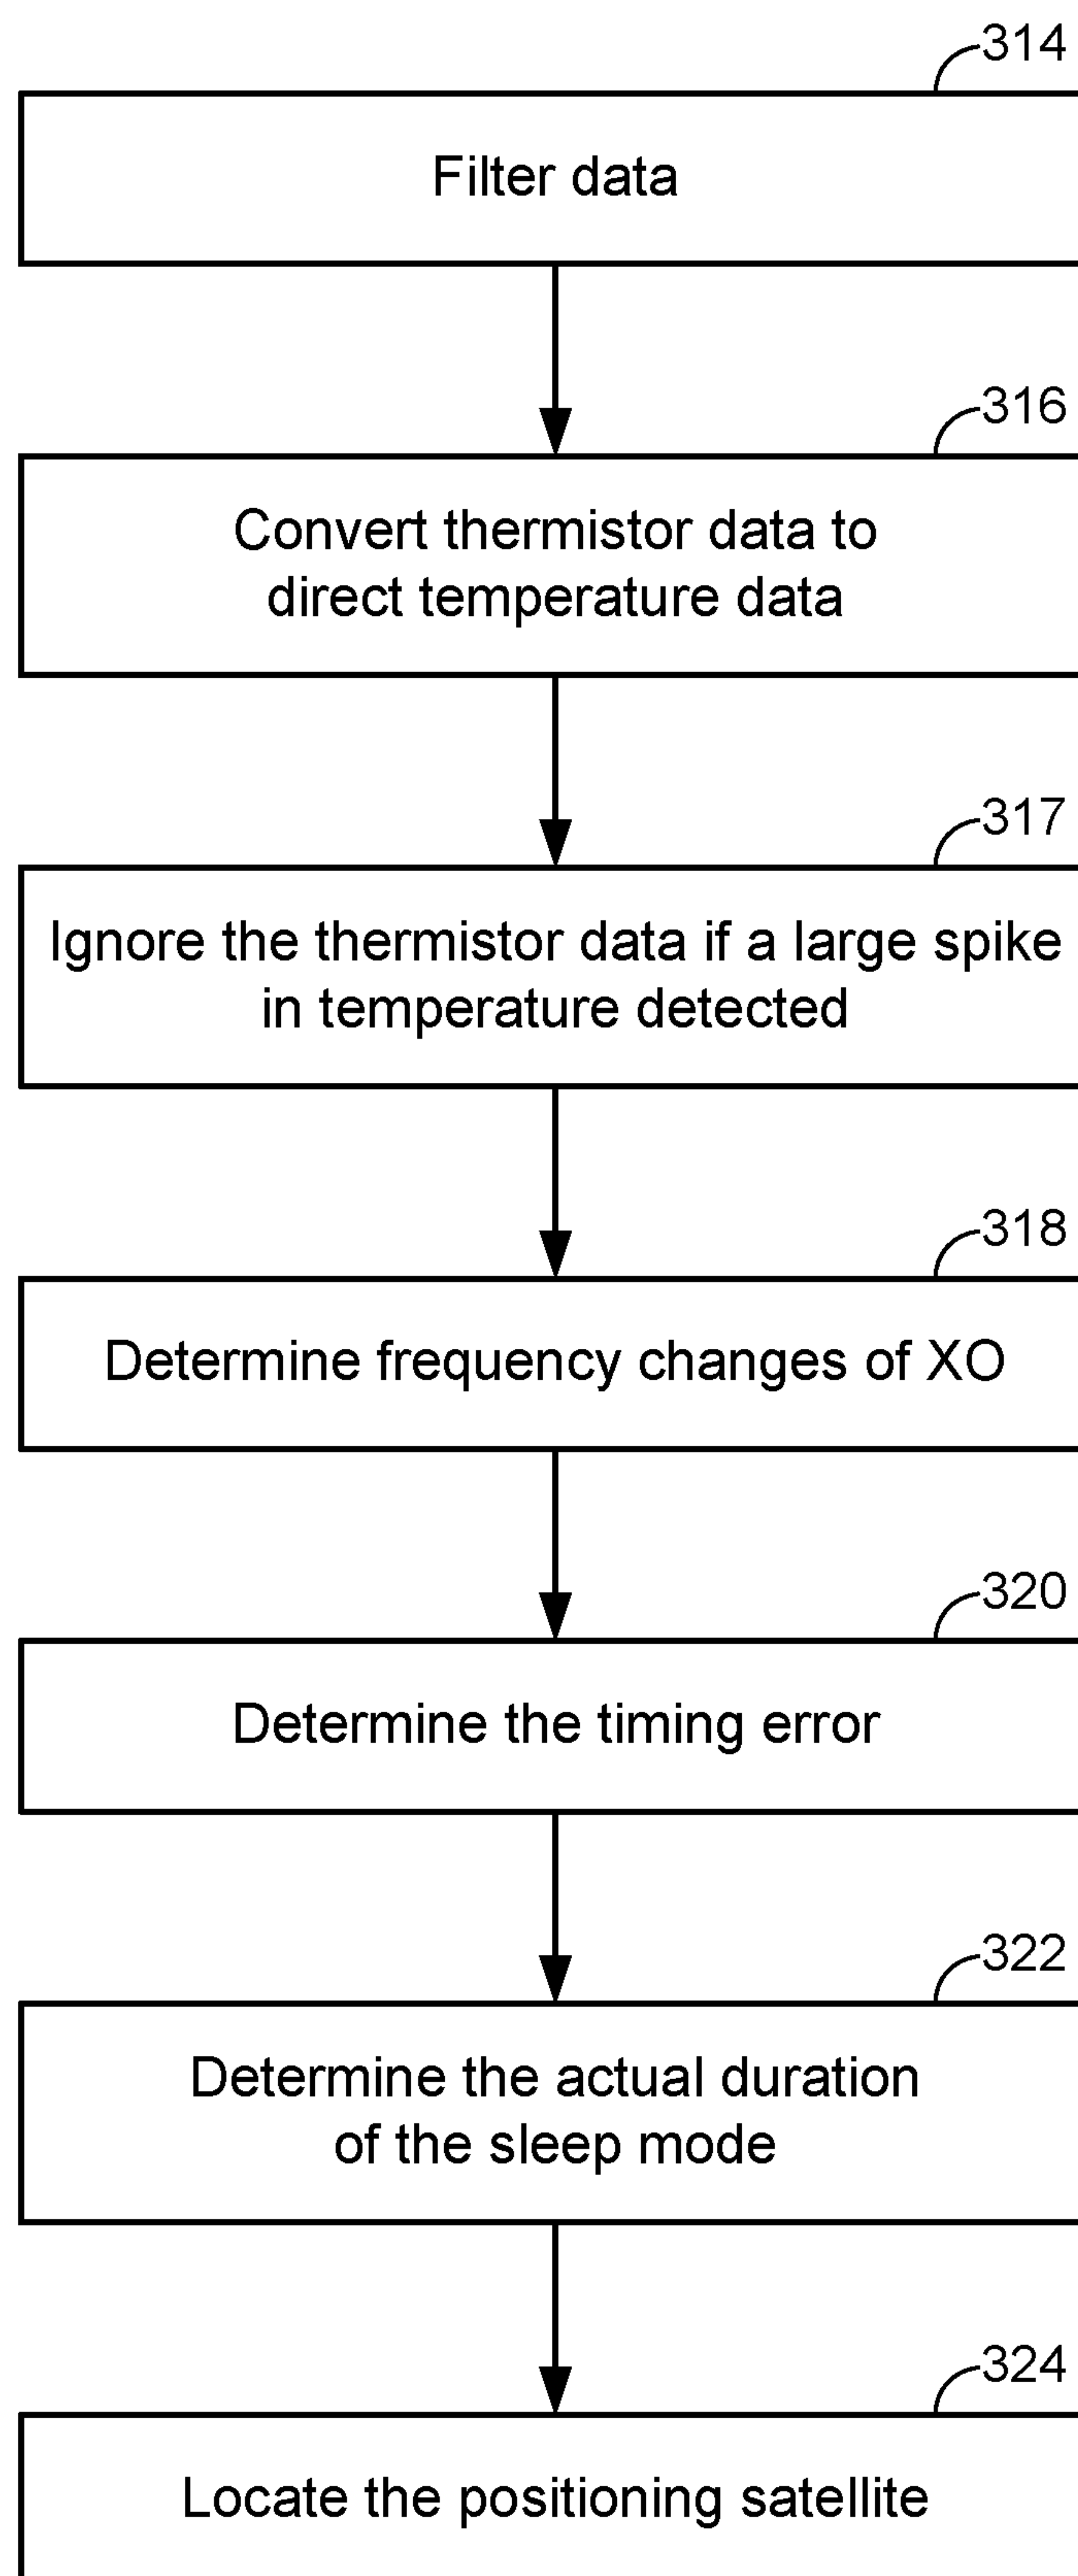 314
Filter data
316
Convert thermistor data to
direct temperature data
317
Ignore the thermistor data if a large spike
in temperature detected
318
Determine frequency changes of XO
320
Determine the timing error
322
Determine the actual duration
of the sleep mode
324
Locate the positioning satellite